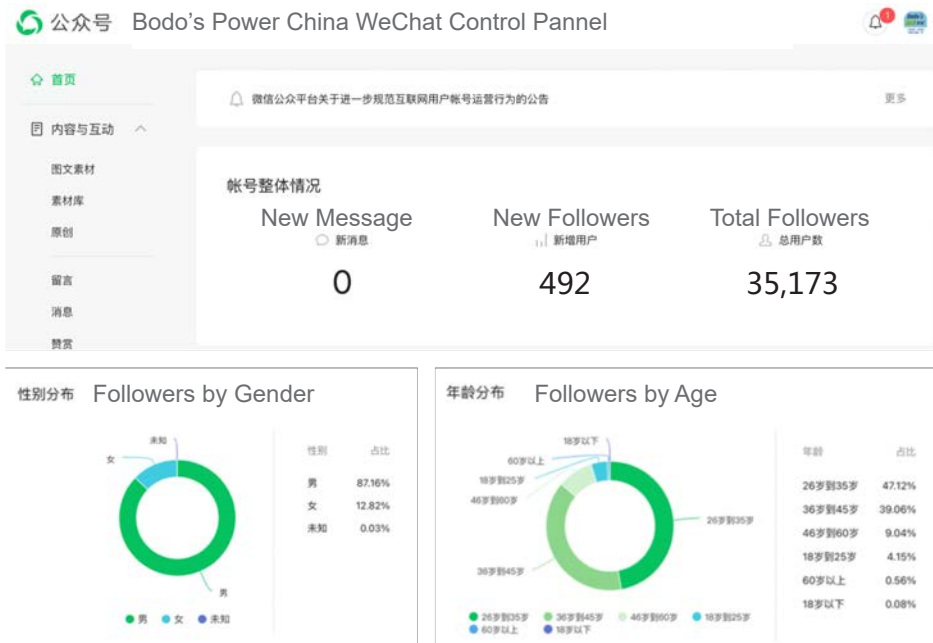 公众号 Bodo's Power China WeChat Control Pannel
1
首页
微信公众平台关于进一步规范互联网用户帐号运营行为的公告 更多
内容与互动
图文素材
素材库
原创
留言
消息
赞赏
帐号整体情况
New Message New Followers Total Followers
新消息 新增用户 总用户数
0 492 35,173
性别分布 Followers by Gender
未知
女
男
男 女 未知
性别 占比
男 87.16%
女 12.82%
未知 0.03%
年龄分布 Followers by Age
18岁以下
60岁以上
18岁到25岁
46岁到60岁
26岁到35岁
36岁到45岁
26岁到35岁 36岁到45岁 46岁到60岁 18岁到25岁
60岁以上 18岁以下
年龄 占比
26岁到35岁 47.12%
36岁到45岁 39.06%
46岁到60岁 9.04%
18岁到25岁 4.15%
60岁以上 0.56%
18岁以下 0.08%